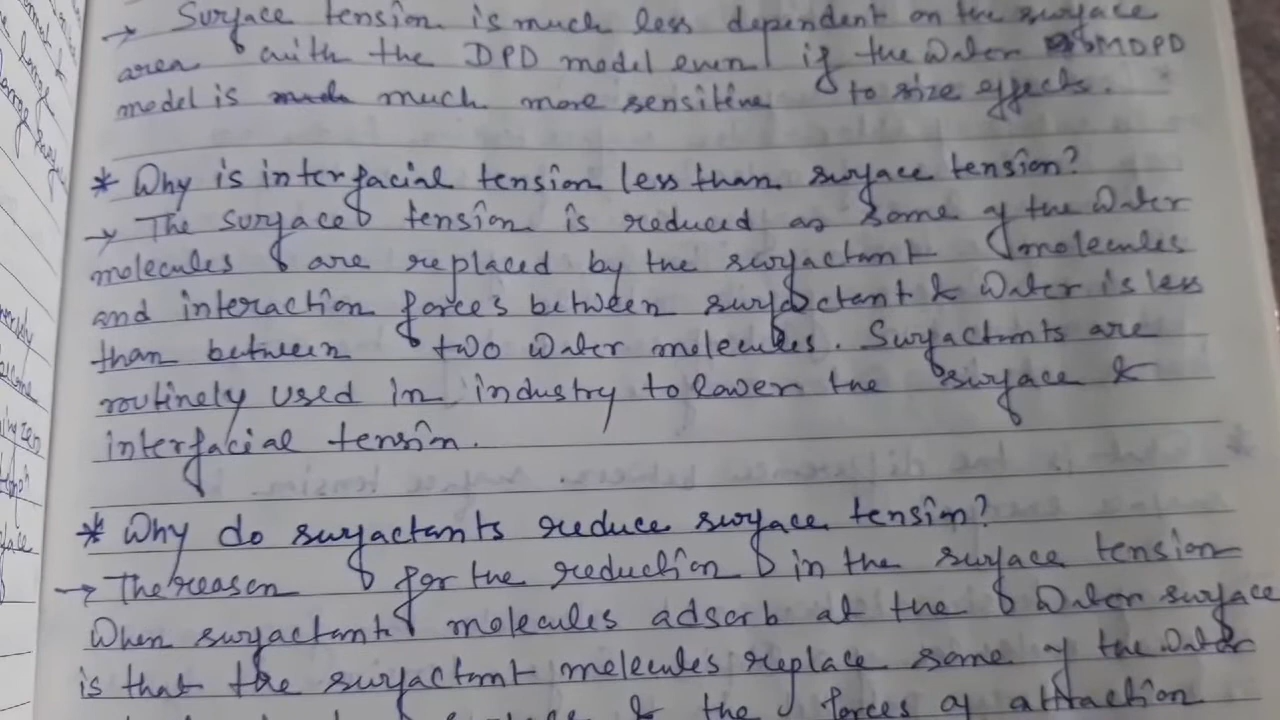 → Surface tension is much less dependent on the surface
area with the DPD model even if the Water MDPD
model is much more sensitive to size effects.
* Why is interfacial tension less than surface tension?
→ The surface tension is reduced as some of the Water
molecules are replaced by the surfactant molecules
and interaction forces between surfactant & Water is less
than between two Water molecules. Surfactants are
routinely used in industry to lower the surface &
interfacial tension.
* Why do surfactants reduce surface tension?
→ The reason for the reduction in the surface tension
When surfactant molecules adsorb at the Water surface
is that the surfactant molecules replace some of the Water
& the forces of attraction